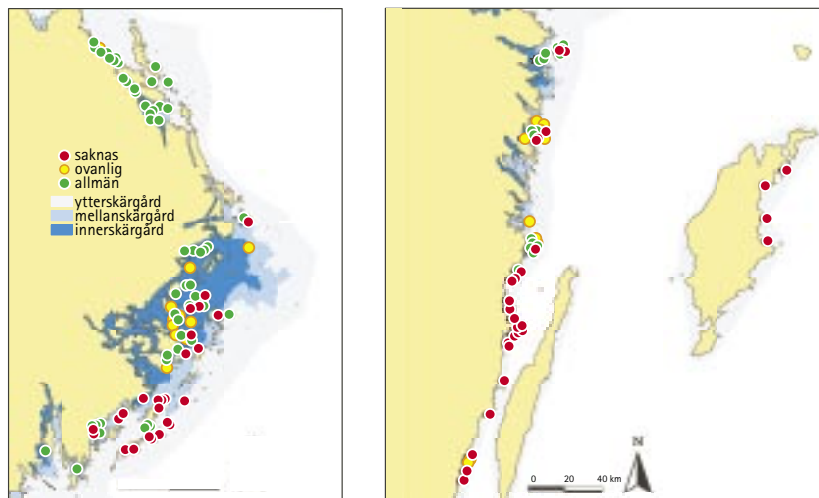 saknas
ovanlig
allmän
ytterskärgård
mellanskärgård
innerskärgård
N
0 20 40 km